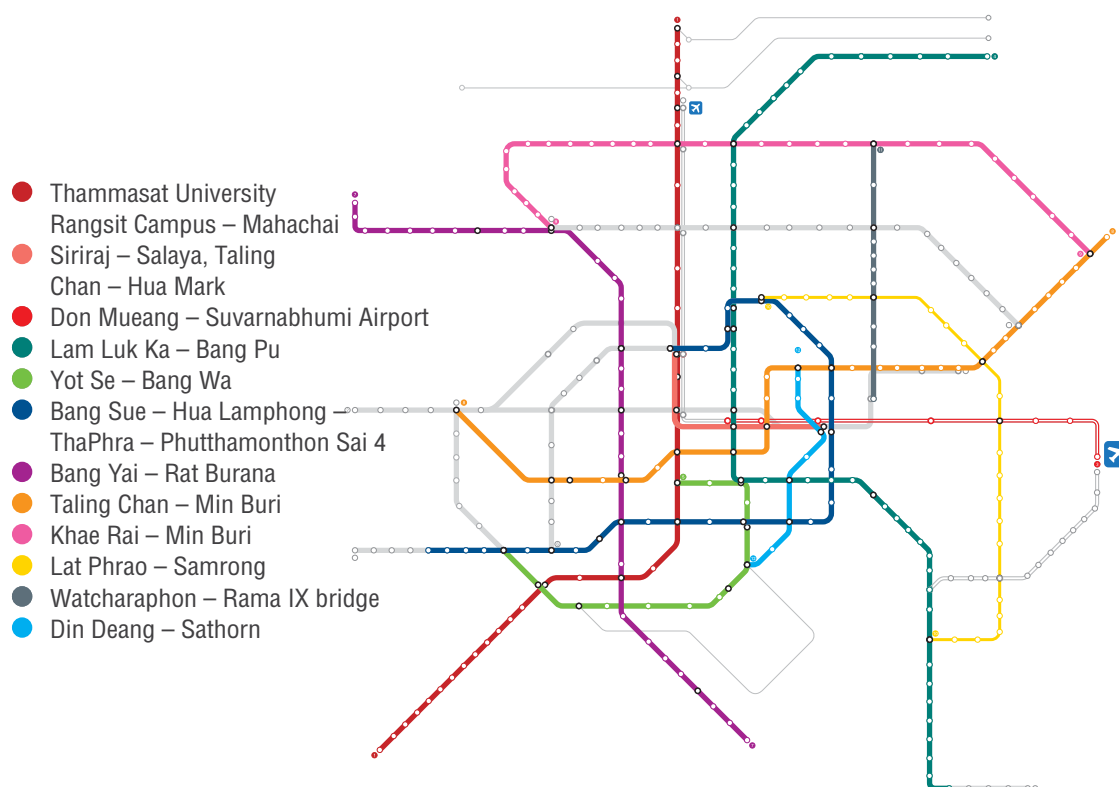 Thammasat University
Rangsit Campus – Mahachai
Siriraj – Salaya, Taling
Chan – Hua Mark
Don Mueang – Suvarnabhumi Airport
Lam Luk Ka – Bang Pu
Yot Se – Bang Wa
Bang Sue – Hua Lamphong –
ThaPhra – Phutthamonthon Sai 4
Bang Yai – Rat Burana
Taling Chan – Min Buri
Khae Rai – Min Buri
Lat Phrao – Samrong
Watcharaphon – Rama IX bridge
Din Deang – Sathorn